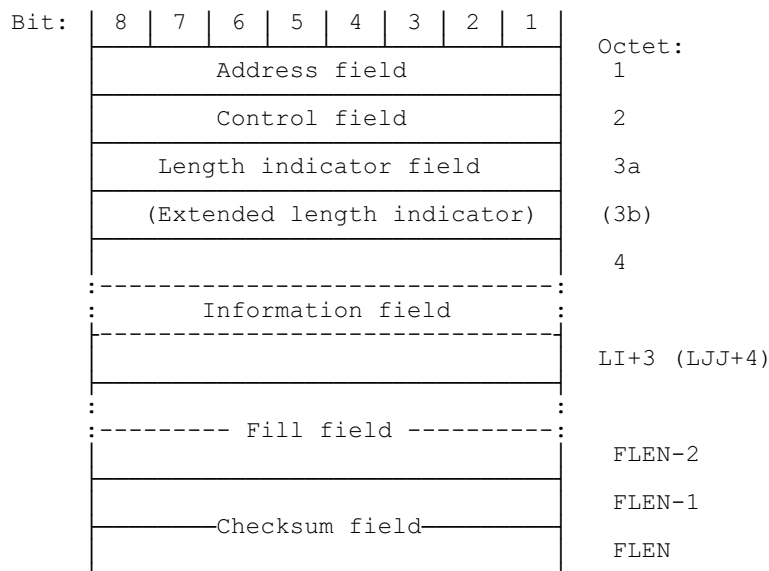 Bit: 8 7 6 5 4 3 2 1
Octet:
Address field 1
Control field 2
Length indicator field 3a
(Extended length indicator) (3b)
4
Information field
LI+3 (LJJ+4)
Fill field
FLEN-2
FLEN-1
Checksum field
FLEN